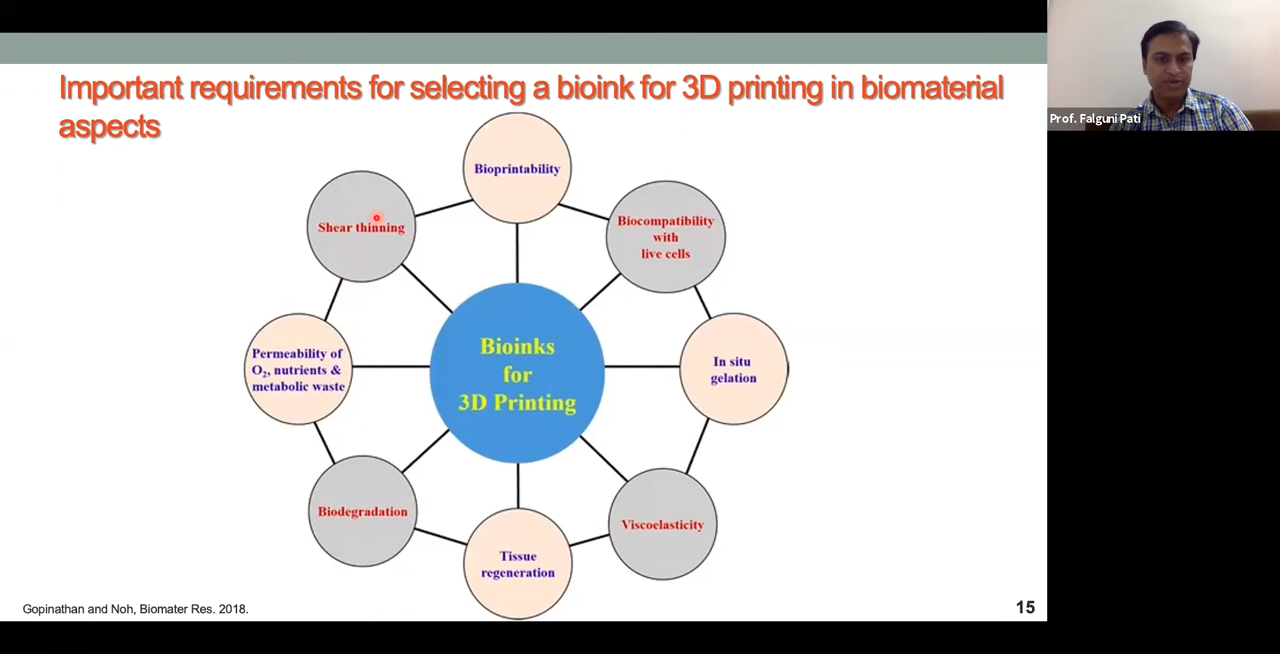 Important requirements for selecting a bioink for 3D printing in biomaterial
aspects
Prof. Falguni Pati
Bioprintability
Shear thinning
Biocompatibility
with
live cells
Permeability of
O₂, nutrients &
metabolic waste
Bioinks
for
3D Printing
In situ
gelation
Biodegradation
Tissue
regeneration
Viscoelasticity
Gopinathan and Noh, Biomater Res. 2018.
15